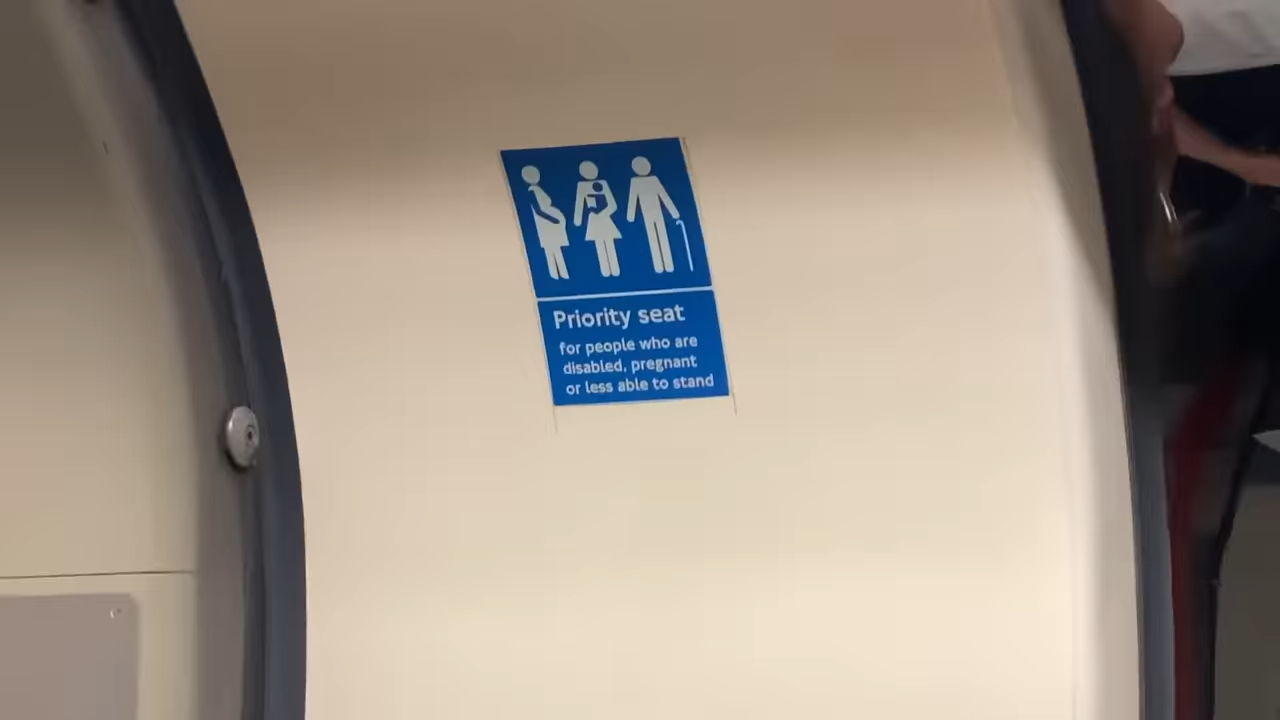 Priority seat
for people who are
disabled, pregnant
or less able to stand